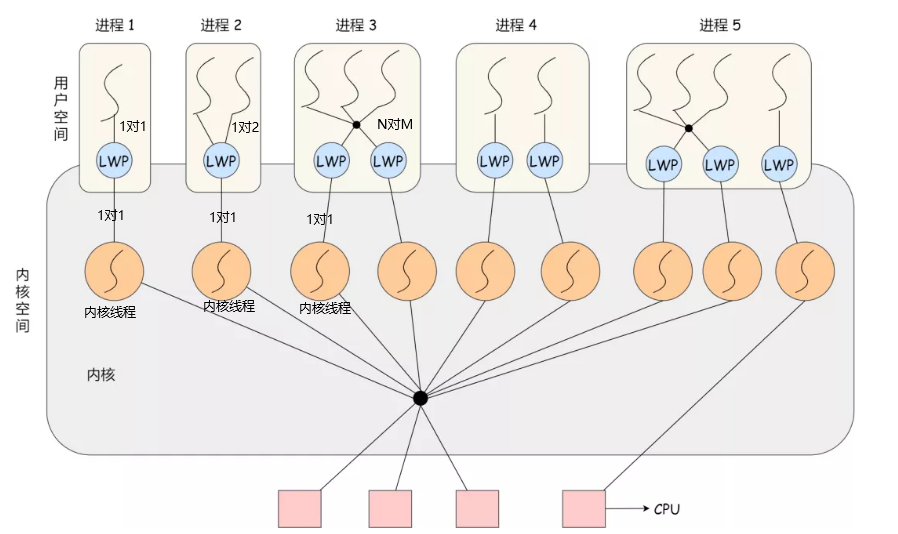 进程 1
进程 2
进程 3
进程 4
进程 5
用户空间
1对1
1对2
N对M
LWP
LWP
LWP
LWP
LWP
LWP
LWP
LWP
LWP
1对1
1对1
1对1
内核空间
内核线程
内核线程
内核线程
内核
CPU